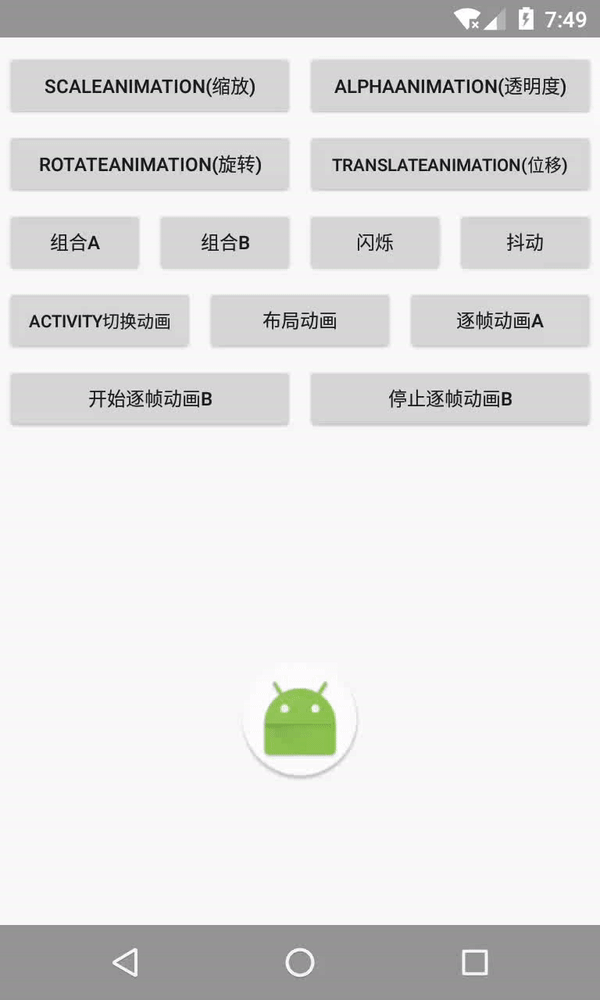 7:49
SCALEANIMATION(缩放)
ALPHAANIMATION(透明度)
ROTATEANIMATION(旋转)
TRANSLATEANIMATION(位移)
组合A
组合B
闪烁
抖动
ACTIVITY切换动画
布局动画
逐帧动画A
开始逐帧动画B
停止逐帧动画B